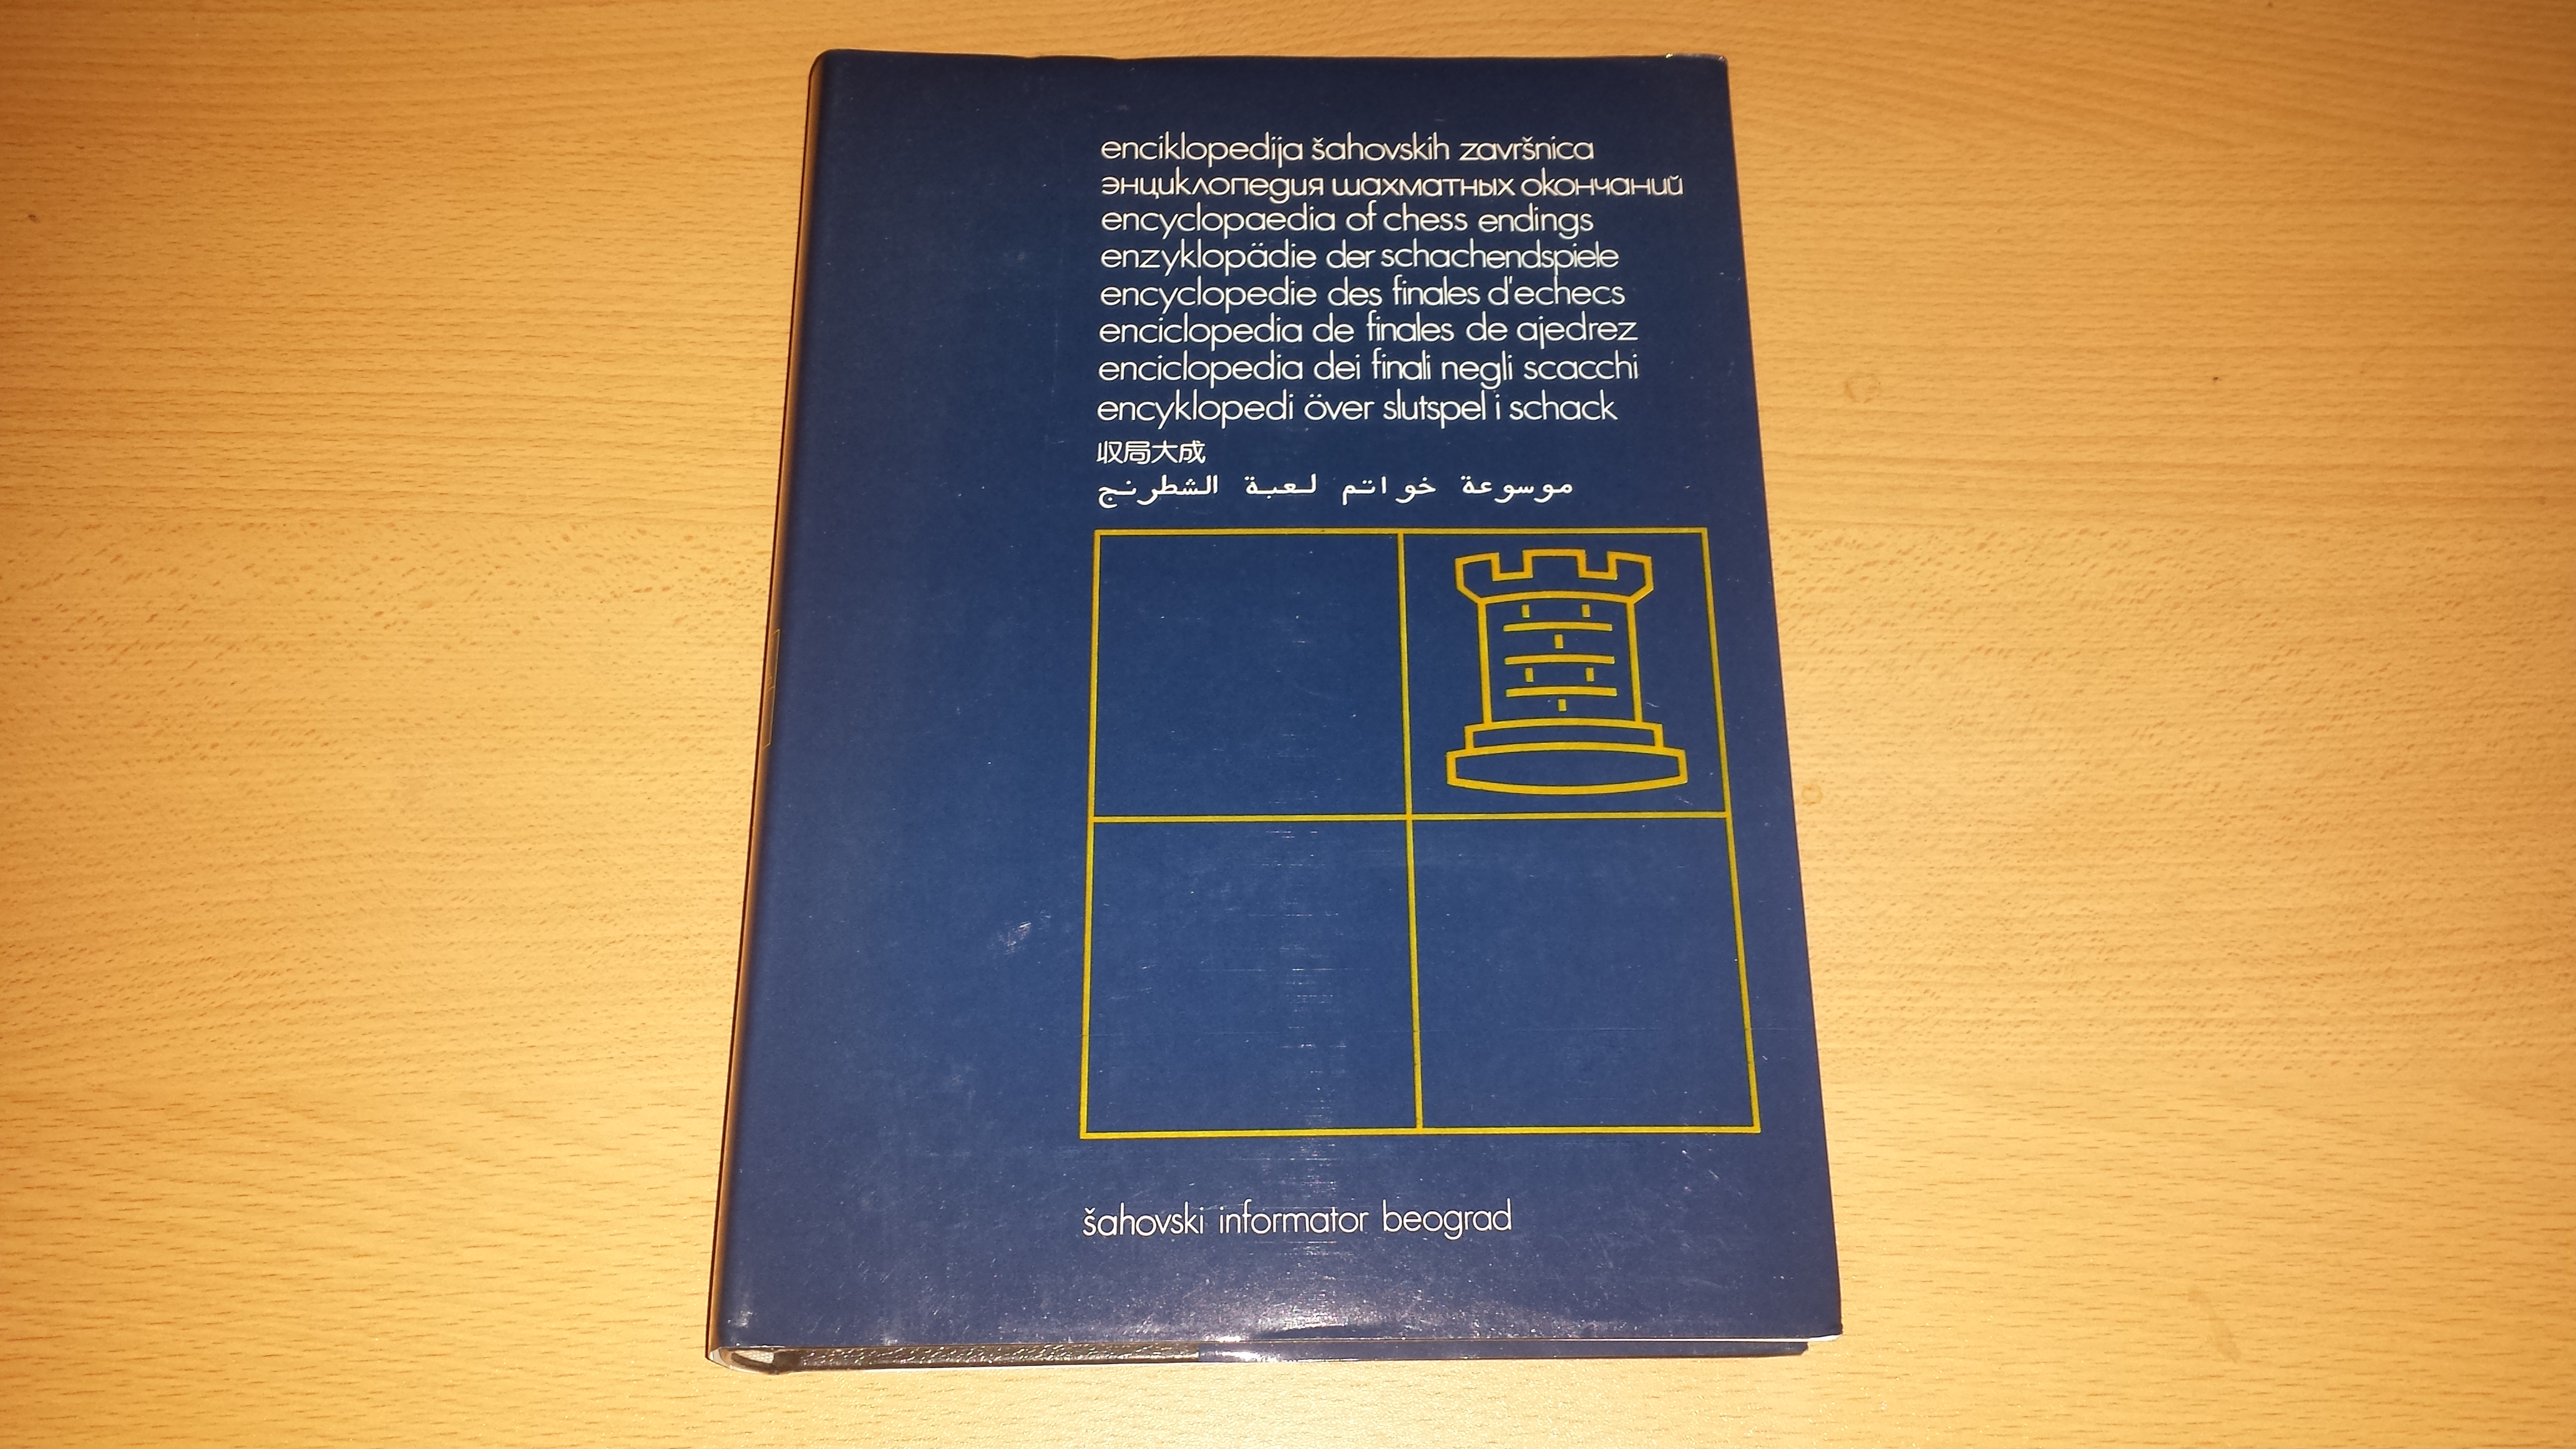 enciklopedija šahovskih završnica
энциклопедия шахматных окончаний
encyclopaedia of chess endings
enzyklopädie der schachendspiele
encyclopedie des finales d'echecs
enciclopedia de finales de ajedrez
enciclopedia dei finali negli scacchi
encyklopedi över slutspel i schack
収局大成
موسوعة خواتم لعبة الشطرنج
šahovski informator beograd